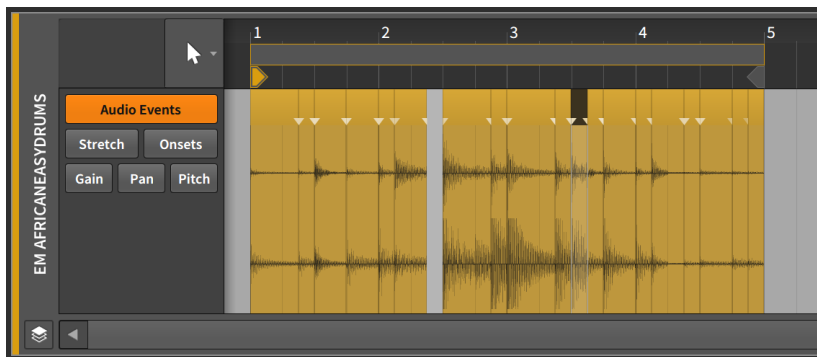 1 2 3 4 5
EM AFRICANEASYDRUMS
Audio Events
Stretch Onsets
Gain Pan Pitch